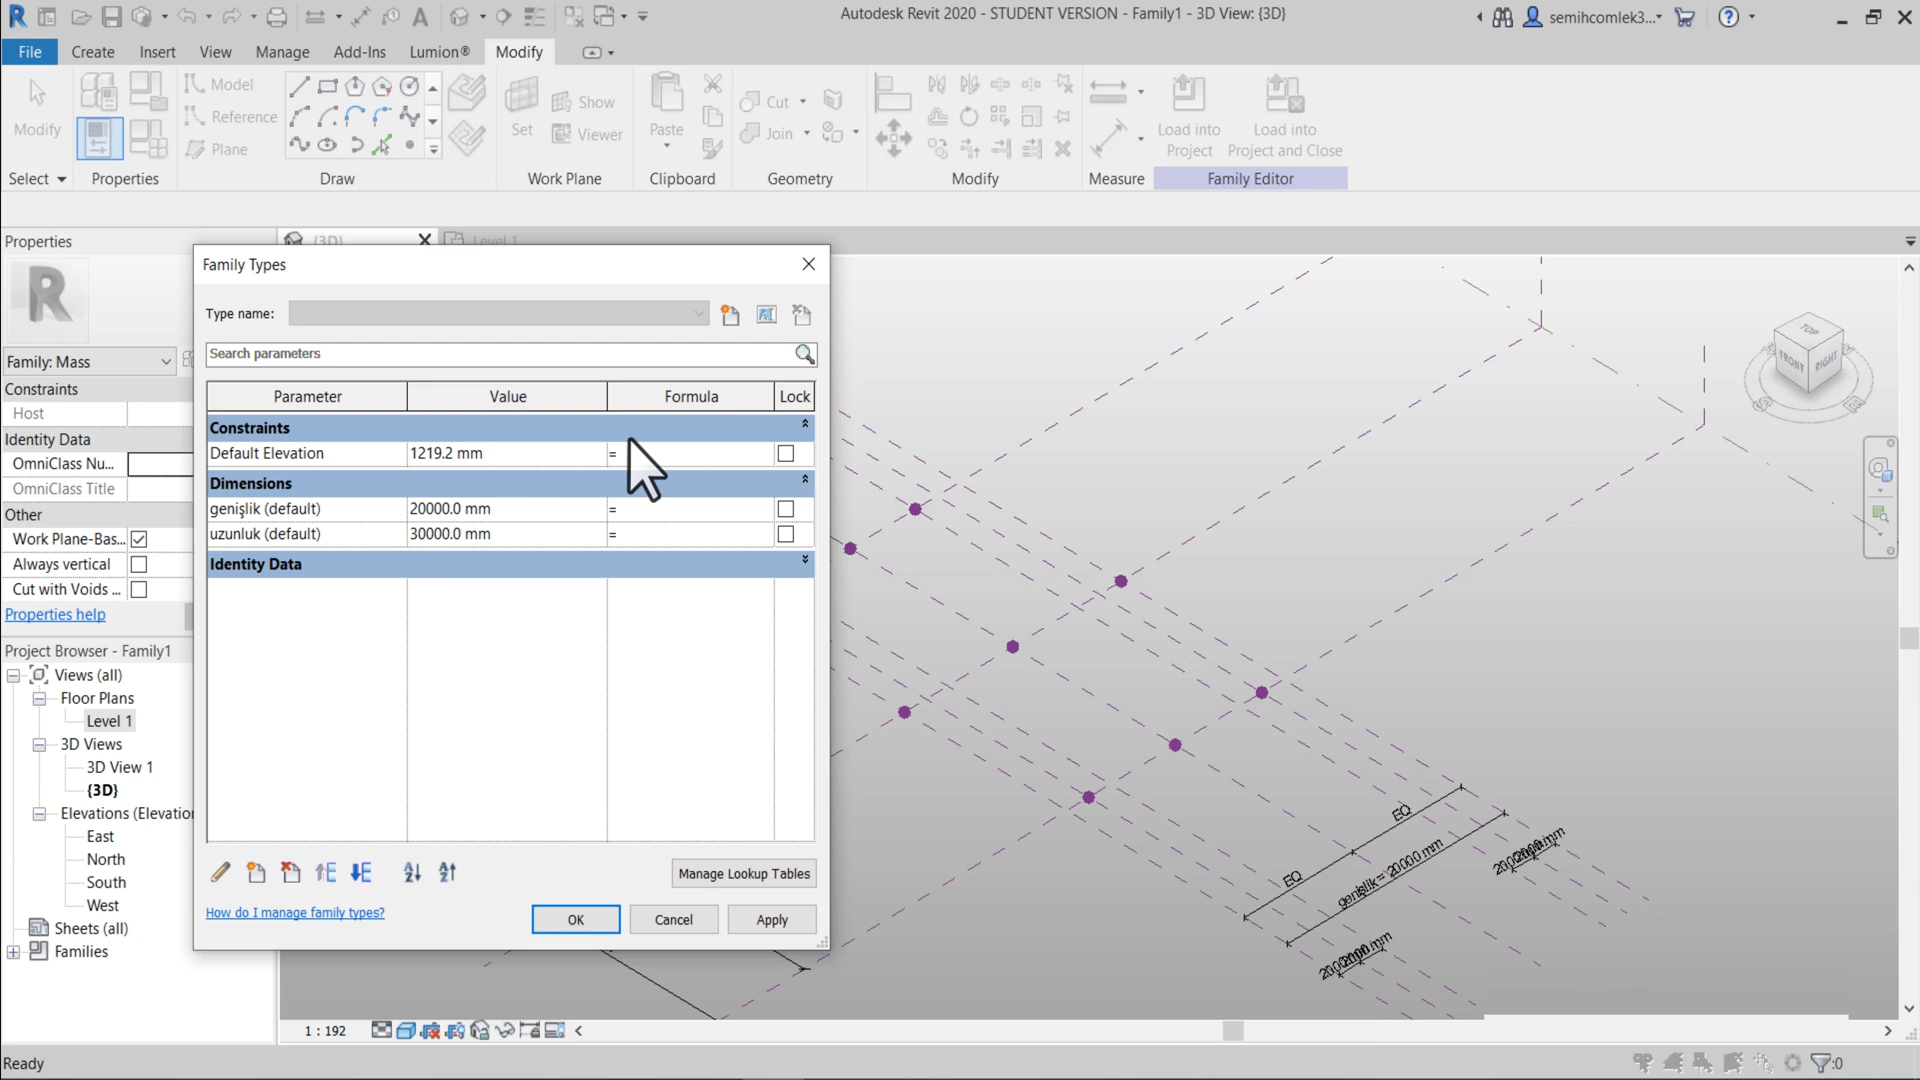 Autodesk Revit 2020 - STUDENT VERSION - Family1 - 3D View: {3D}
semihcomlek3...
File Create Insert View Manage Add-Ins Lumion® Modify
Modify
Model
Reference
Plane
Set
Show
Viewer
Paste
Cut
Join
Load into
Project
Load into
Project and Close
Select Properties Draw Work Plane Clipboard Geometry Modify Measure Family Editor
Properties
{3D}
Level 1
Family: Mass
Constraints
Host
Identity Data
OmniClass Nu...
OmniClass Title
Other
Work Plane-Bas...
Always vertical
Cut with Voids ...
Properties help
Project Browser - Family1
Views (all)
Floor Plans
Level 1
3D Views
3D View 1
{3D}
Elevations (Elevation
East
North
South
West
Sheets (all)
Families
Family Types
Type name:
Search parameters
Parameter Value Formula Lock
Constraints
Default Elevation 1219.2 mm =
Dimensions
genişlik (default) 20000.0 mm =
uzunluk (default) 30000.0 mm =
Identity Data
Manage Lookup Tables
How do I manage family types?
OK Cancel Apply
TOP
FRONT
RIGHT
S
E
EQ
EQ
genişlik = 20000 mm
1 : 192
Ready
:0